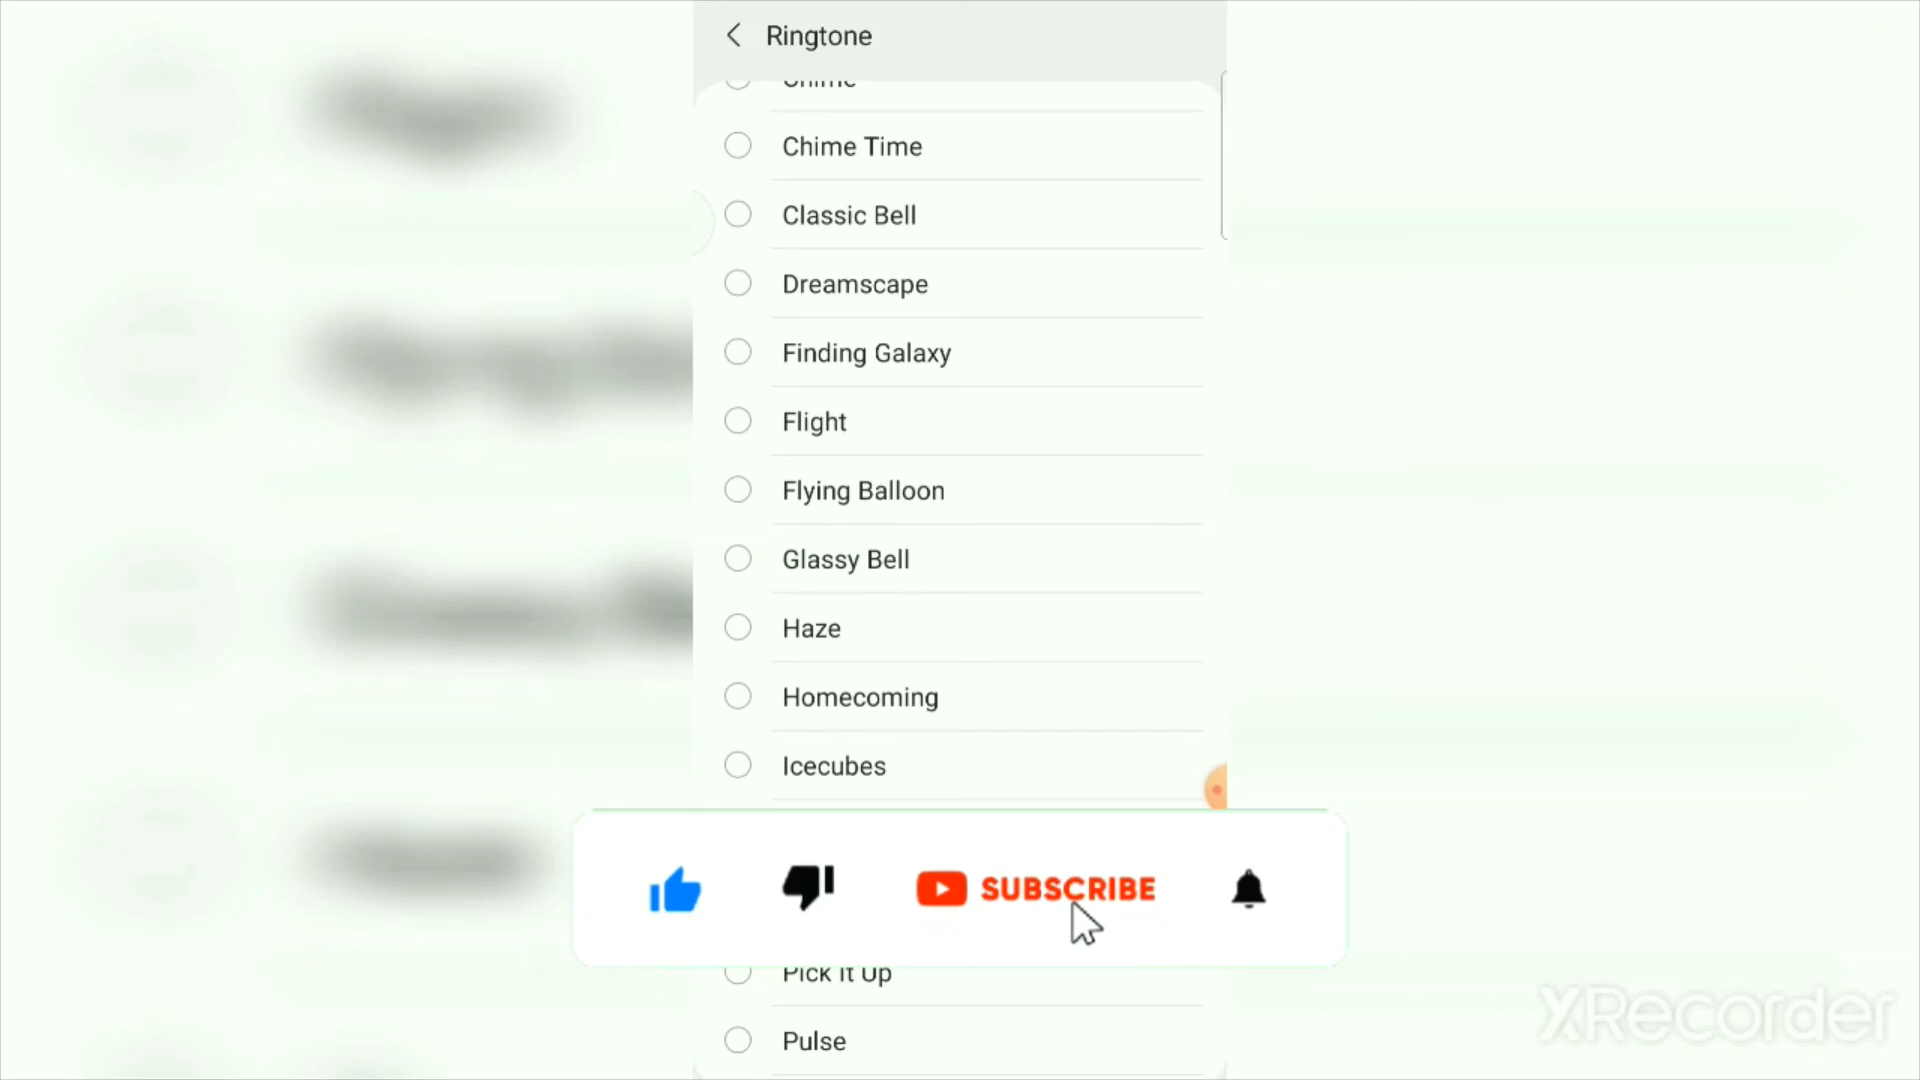 Ringtone
Chime
Chime Time
Classic Bell
Dreamscape
Finding Galaxy
Flight
Flying Balloon
Glassy Bell
Haze
Homecoming
Icecubes
SUBSCRIBE
Pick It Up
Pulse
XRecorder